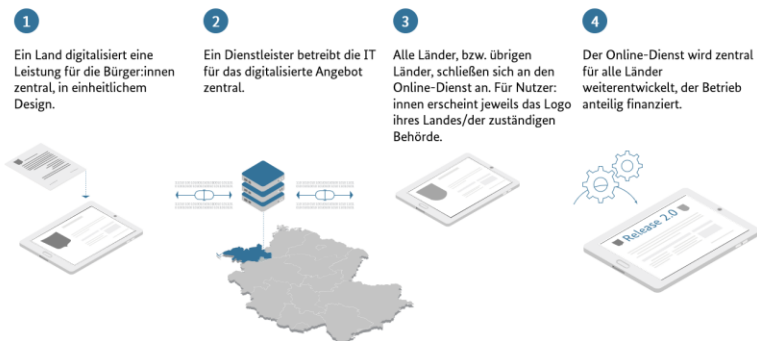 1
Ein Land digitalisiert eine
Leistung für die Bürger:innen
zentral, in einheitlichem
Design.
2
Ein Dienstleister betreibt die IT
für das digitalisierte Angebot
zentral.
3
Alle Länder, bzw. übrigen
Länder, schließen sich an den
Online-Dienst an. Für Nutzer:
innen erscheint jeweils das Logo
ihres Landes/der zuständigen
Behörde.
4
Der Online-Dienst wird zentral
für alle Länder
weiterentwickelt, der Betrieb
anteilig finanziert.
Release 2.0